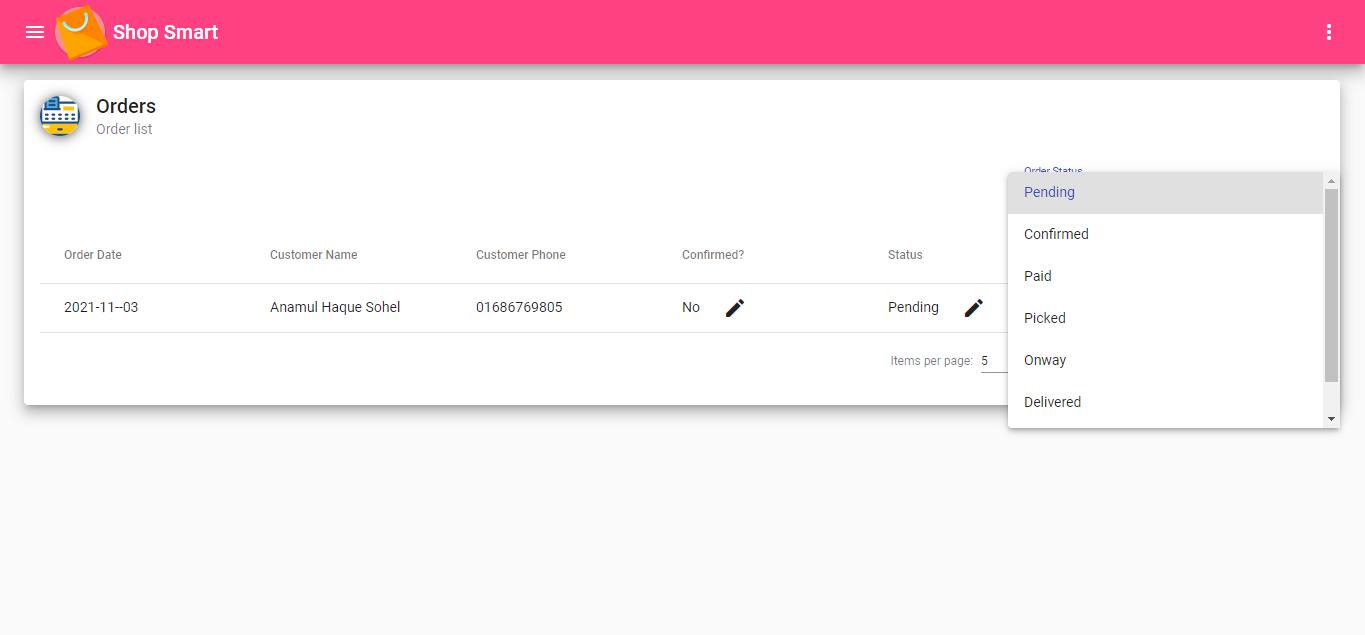 Shop Smart
Orders
Order list
Order Status
Pending
Confirmed
Paid
Picked
Onway
Delivered
Order Date Customer Name Customer Phone Confirmed? Status
2021-11--03 Anamul Haque Sohel 01686769805 No Pending
Items per page: 5